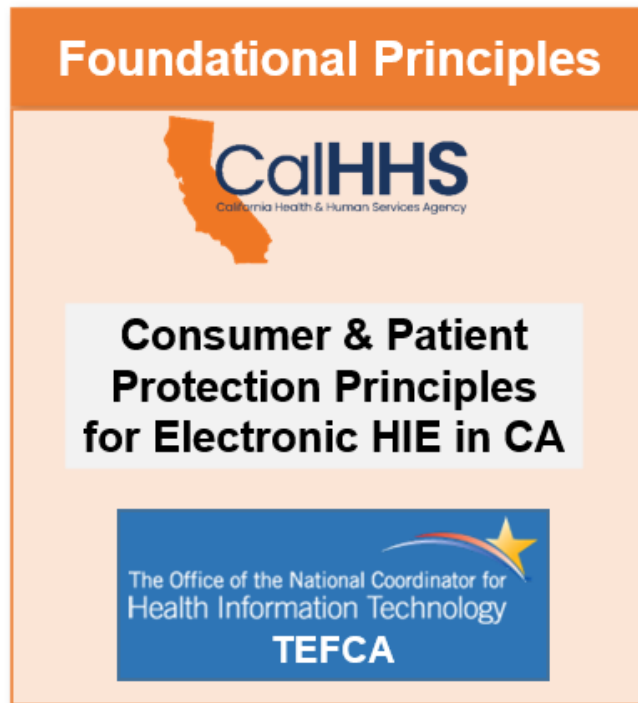 Foundational Principles
CalHHS
California Health & Human Services Agency
Consumer & Patient
Protection Principles
for Electronic HIE in CA
The Office of the National Coordinator for
Health Information Technology
TEFCA